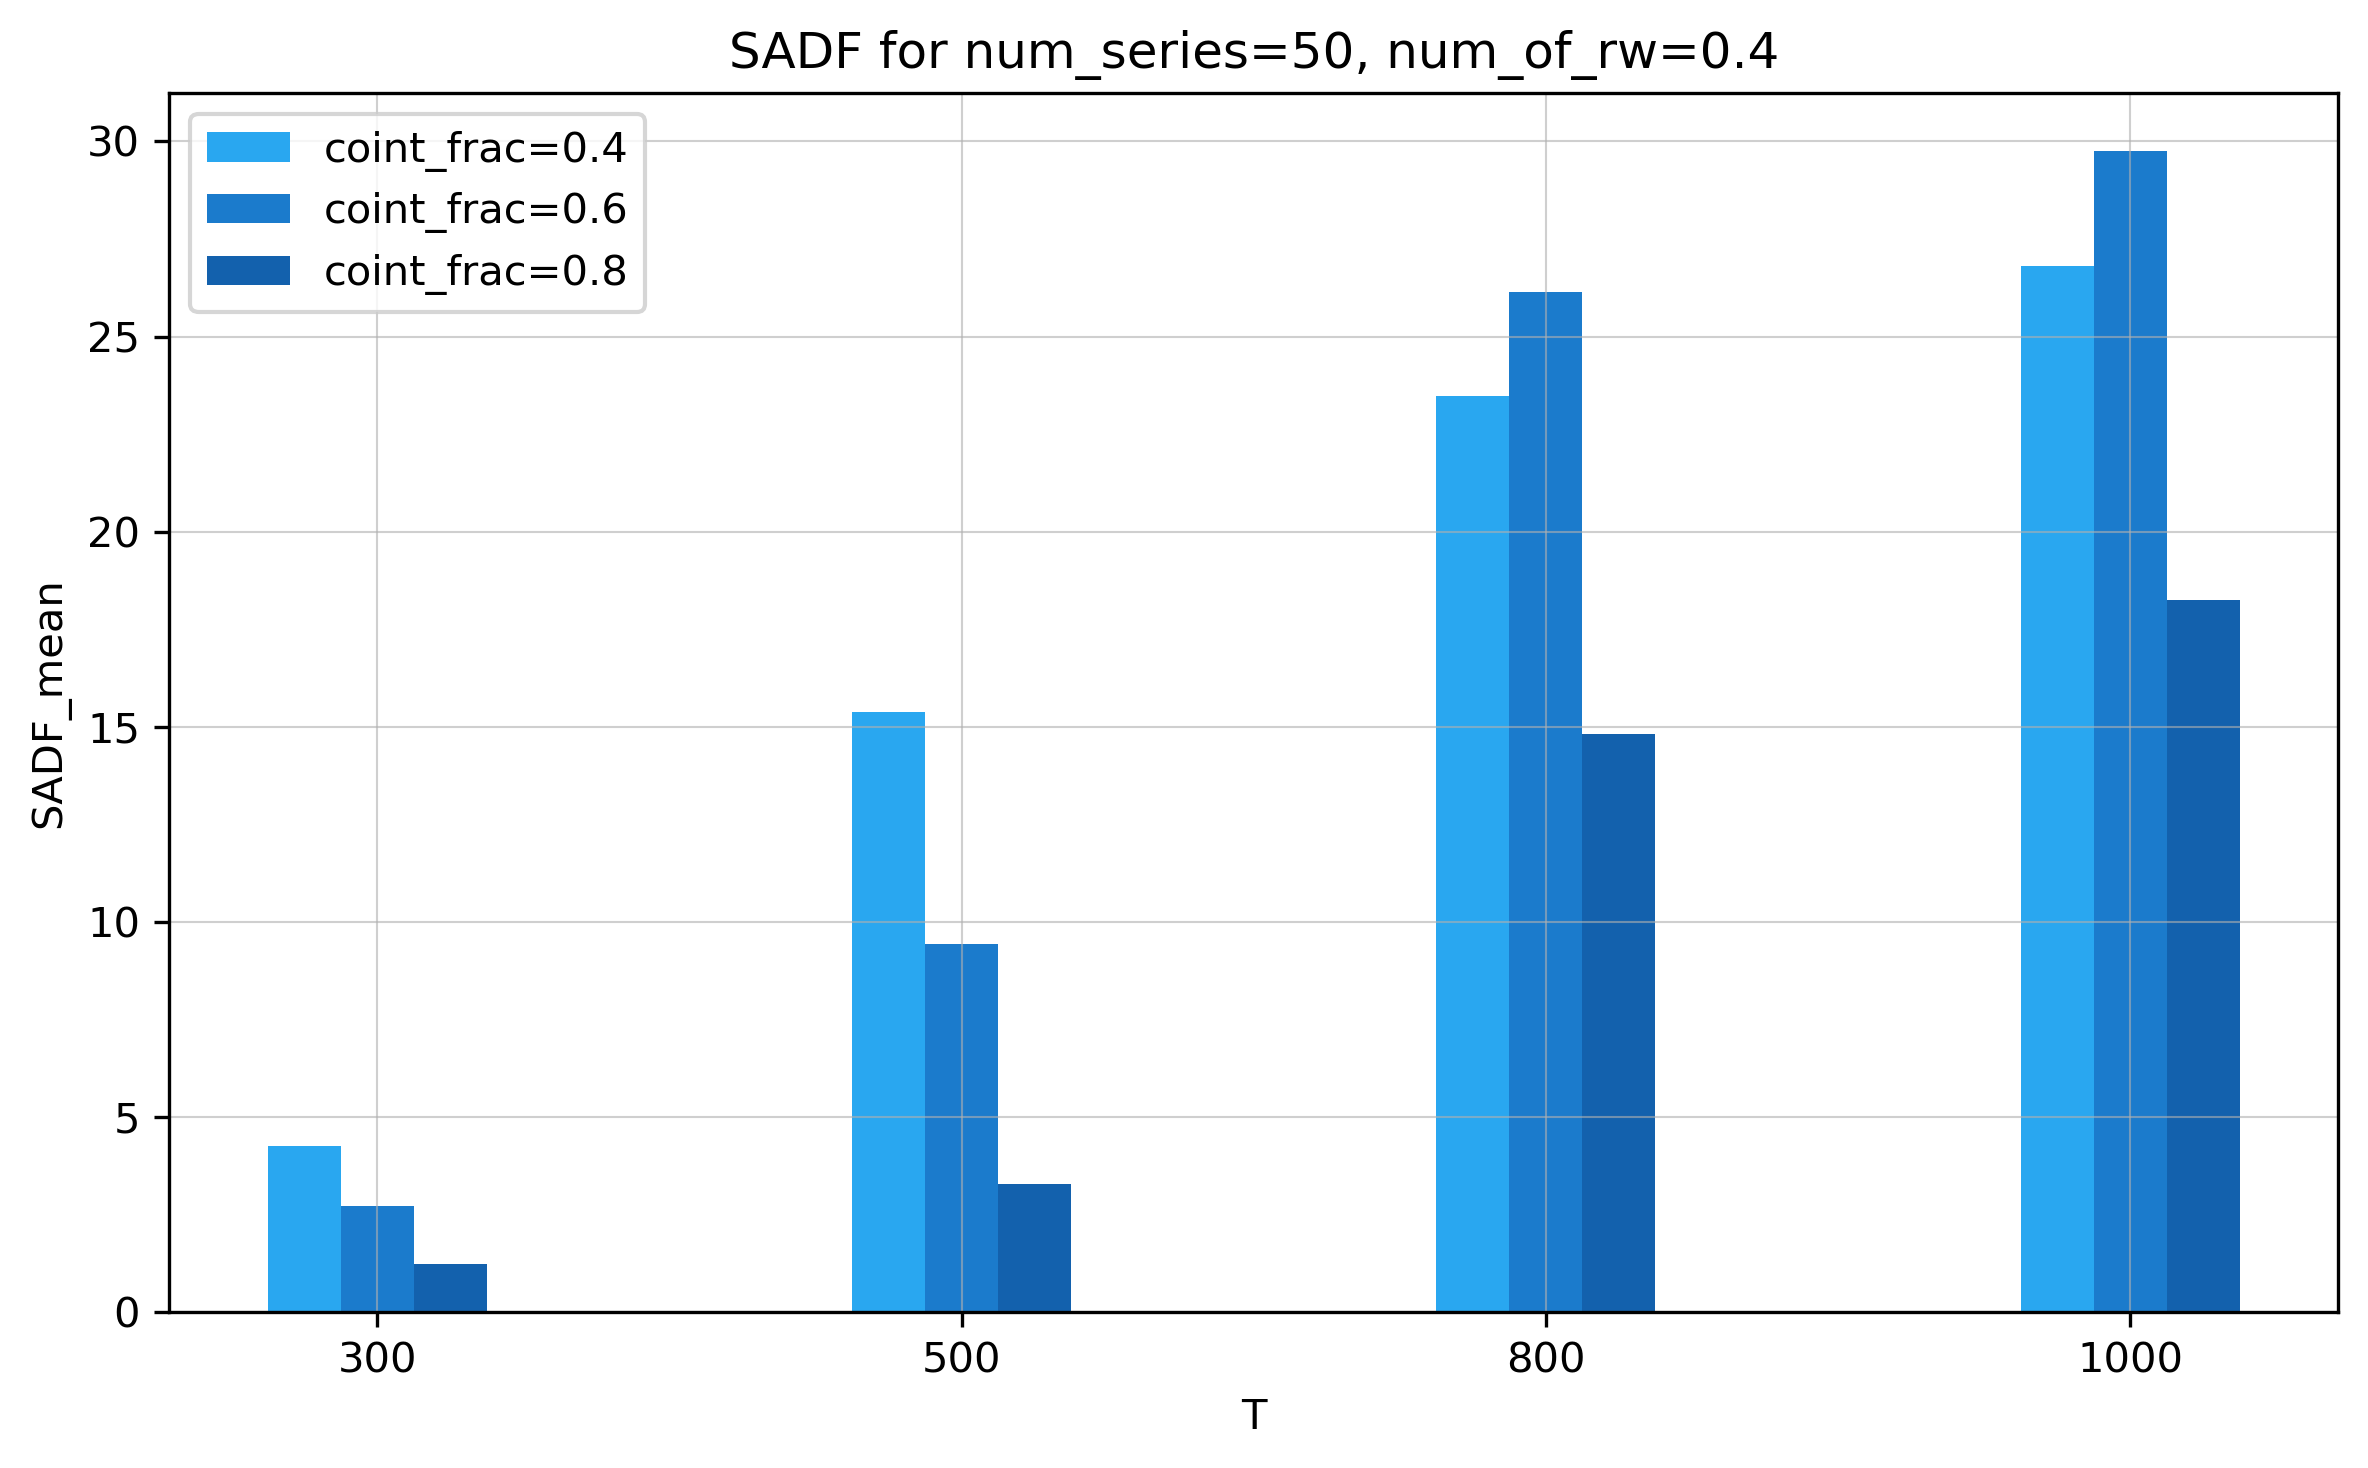 SADF for num_series=50, num_of_rw=0.4
coint_frac=0.4
coint_frac=0.6
coint_frac=0.8
SADF_mean
30
25
20
15
10
5
0
300 500 800 1000
T